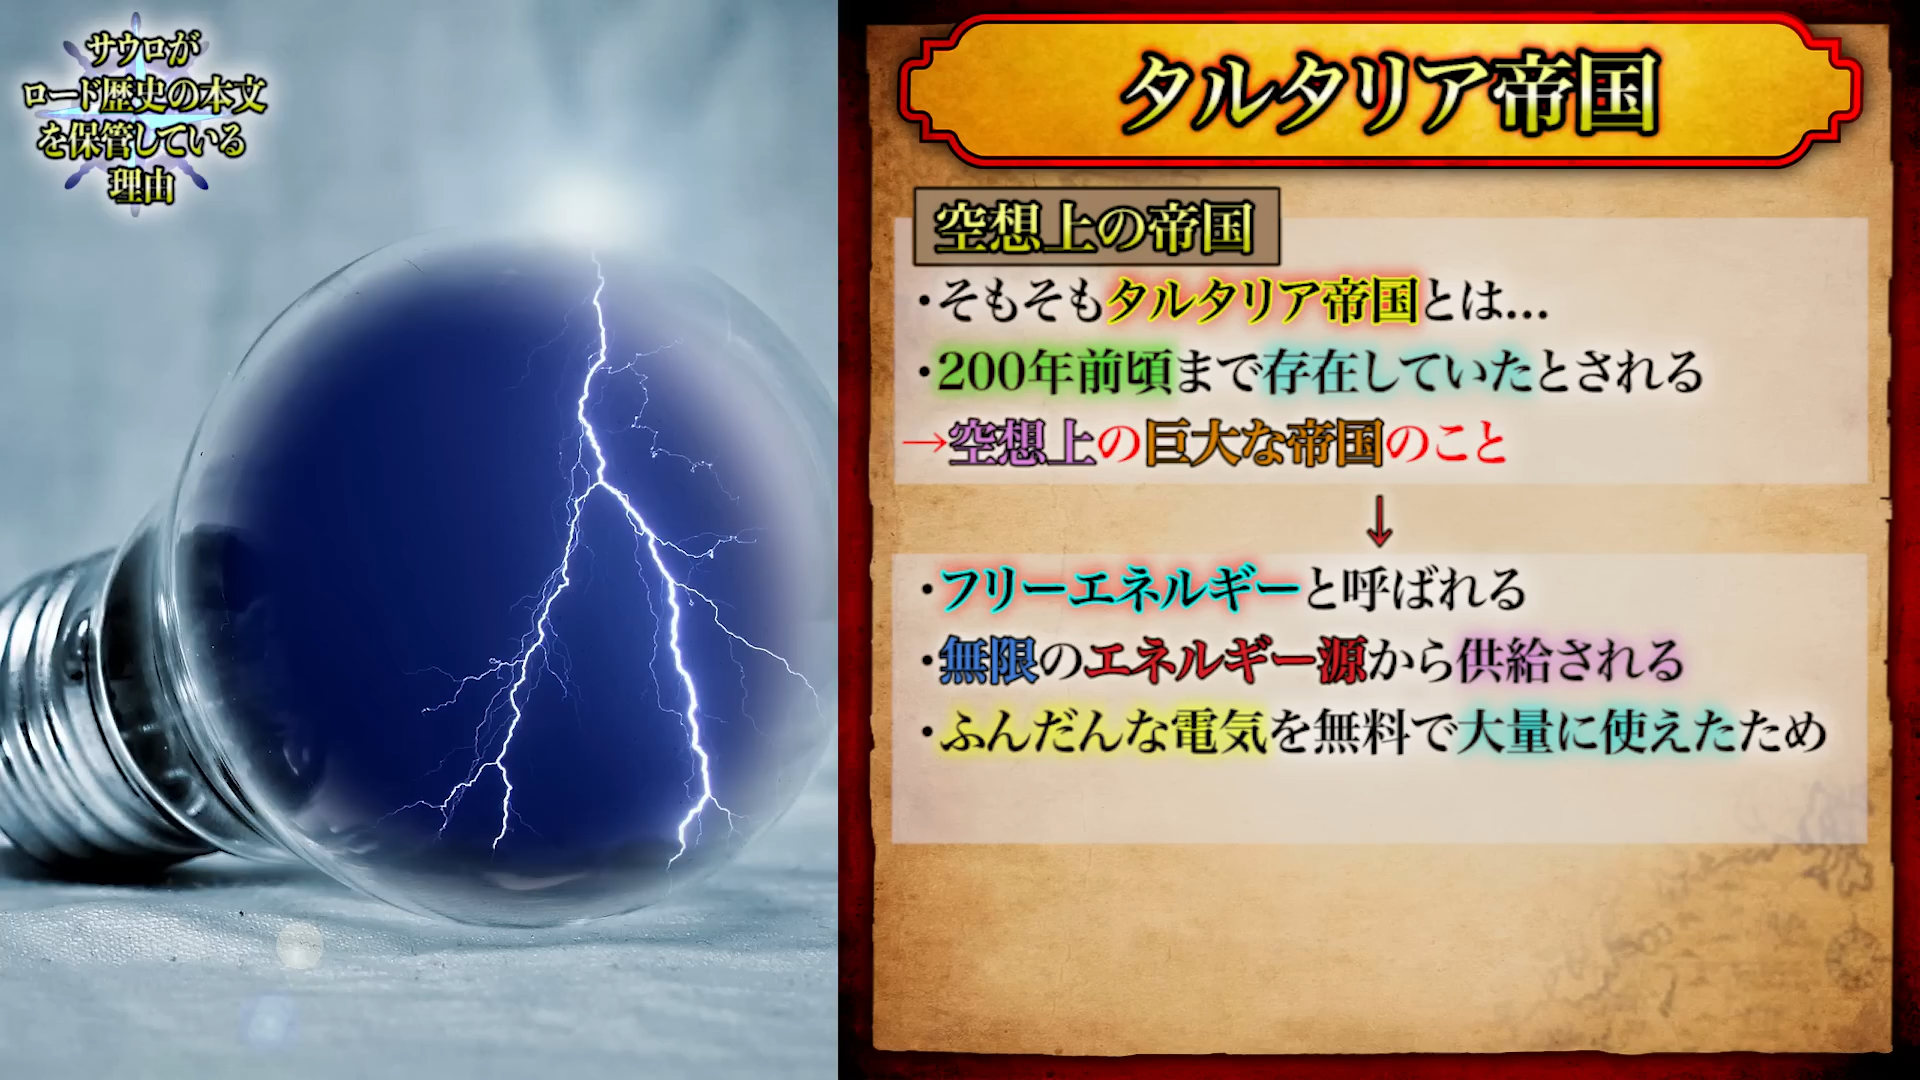 サウロが
ロード歴史の本文
を保管している
理由
タルタリア帝国
空想上の帝国
・そもそもタルタリア帝国とは…
・200年前頃まで存在していたとされる
→空想上の巨大な帝国のこと
↓
・フリーエネルギーと呼ばれる
・無限のエネルギー源から供給される
・ふんだんな電気を無料で大量に使えたため